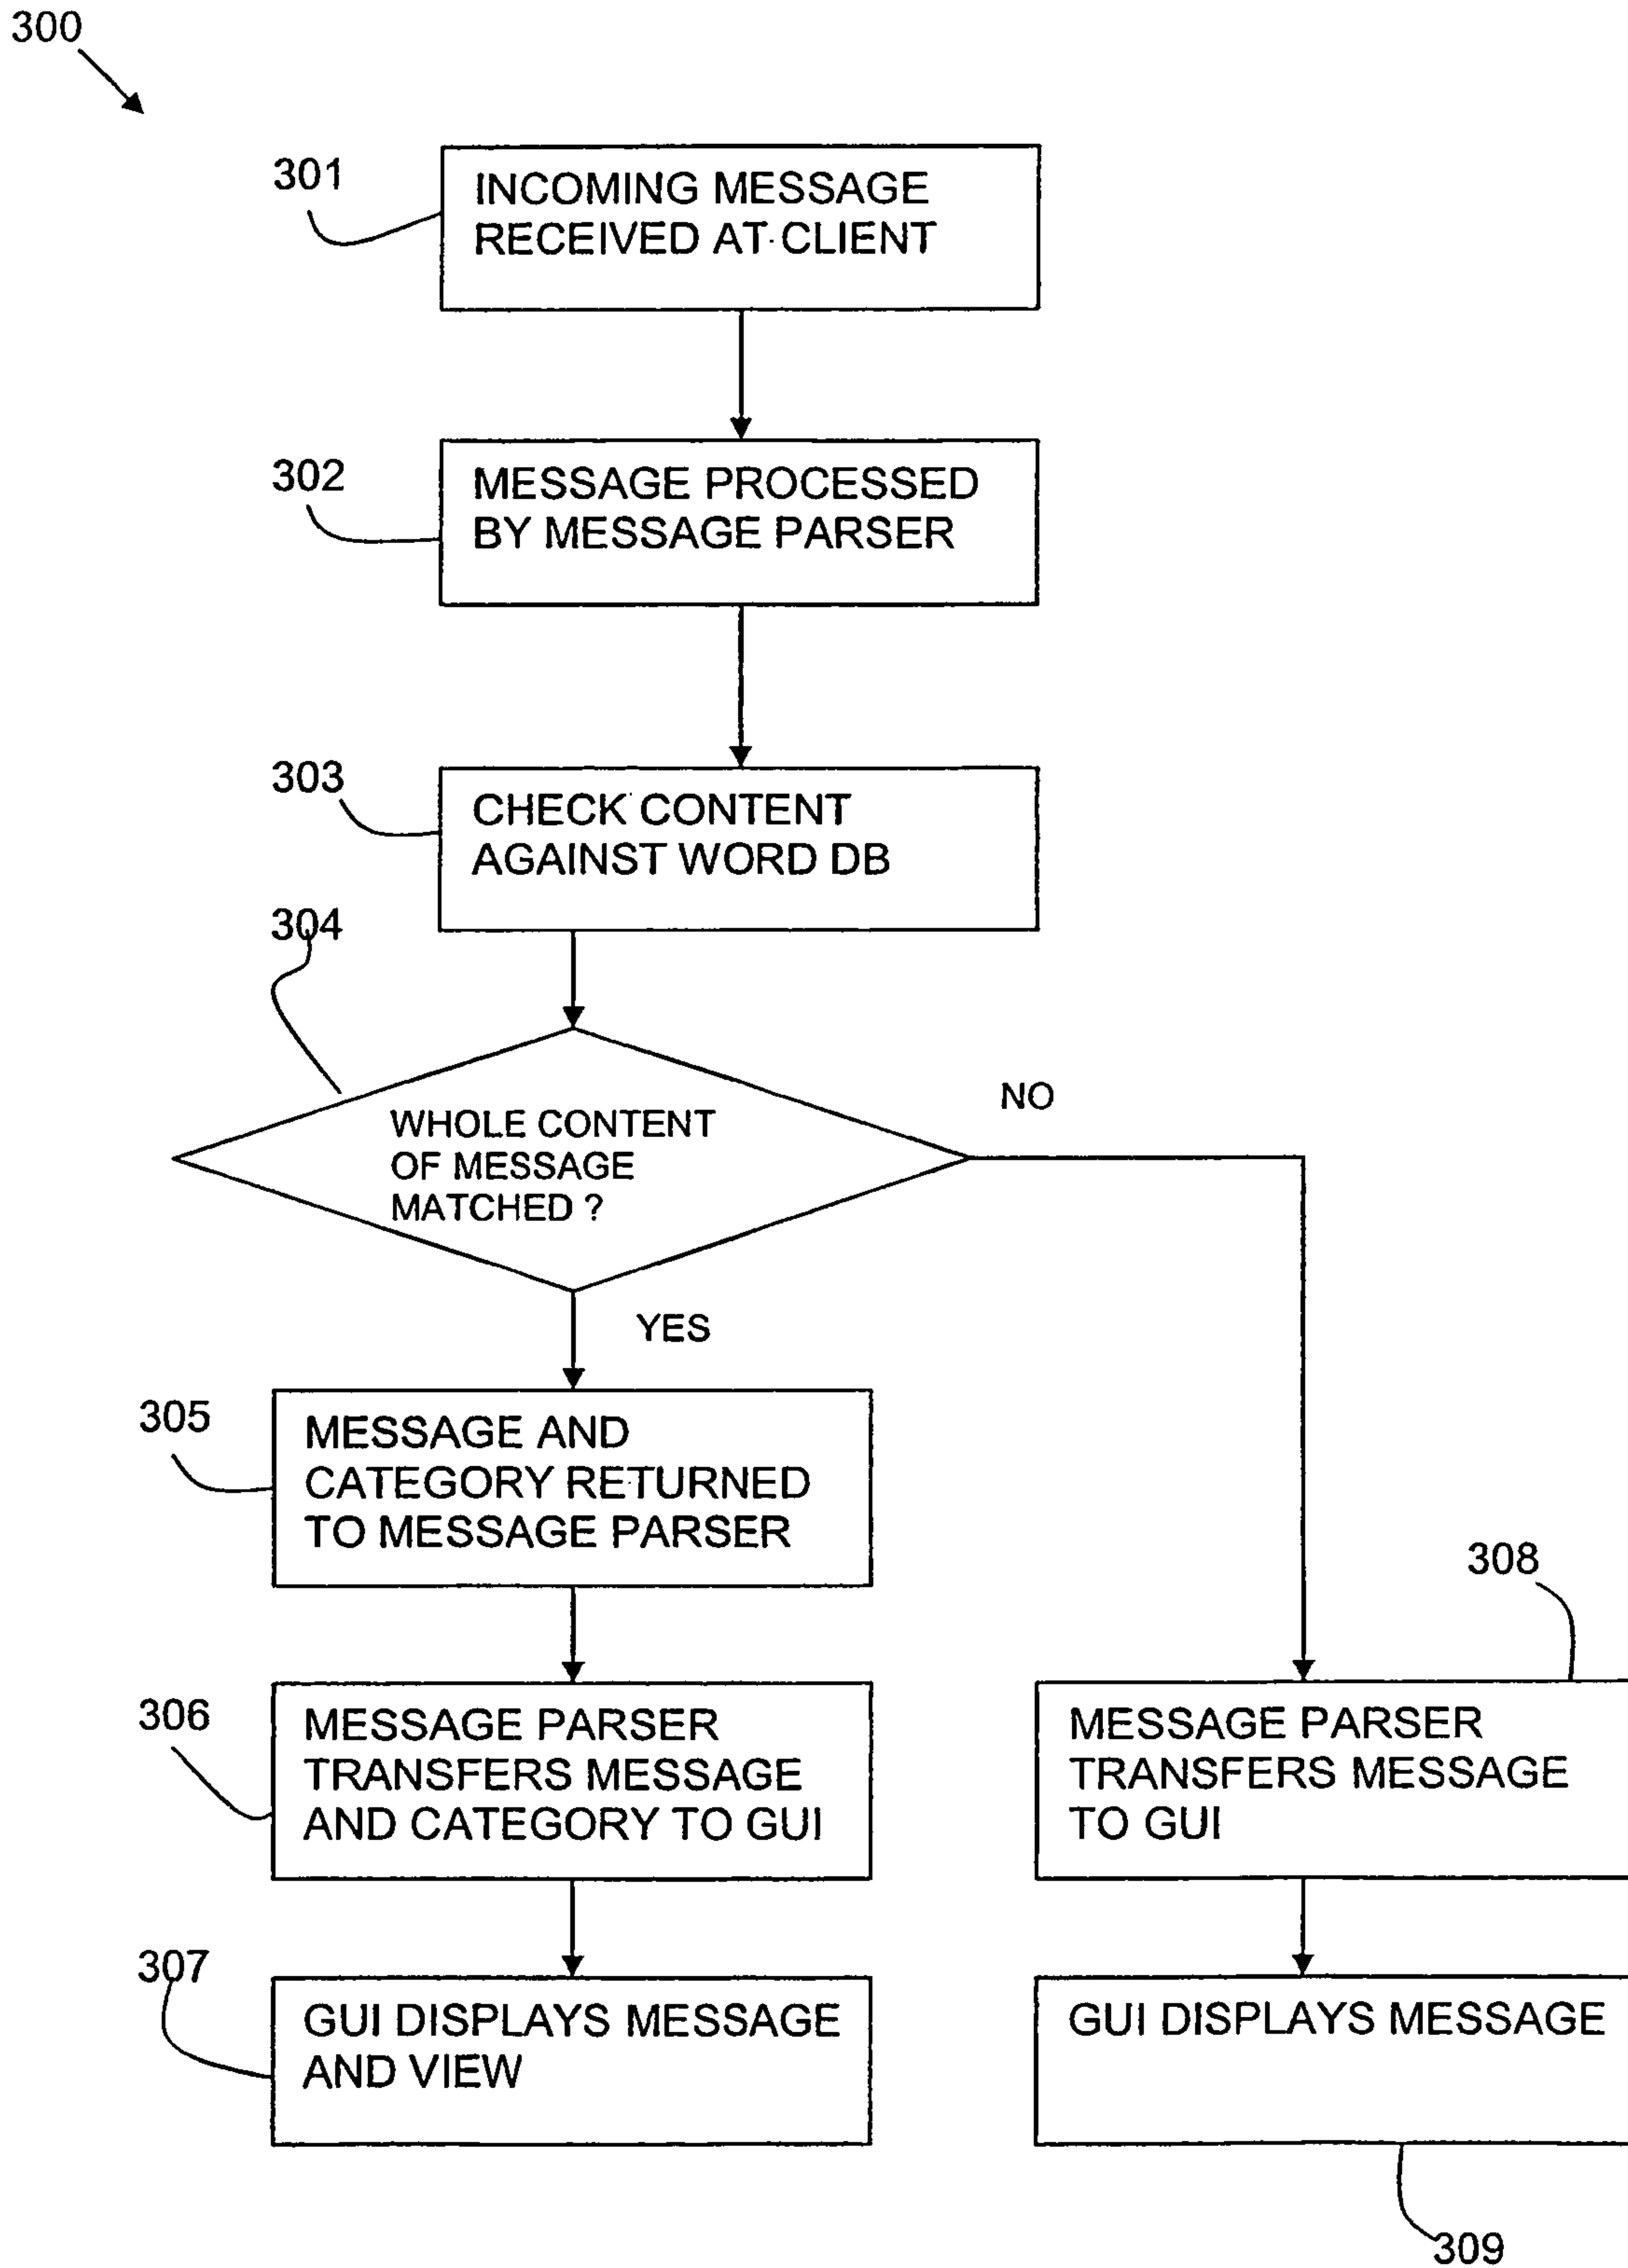 300
301
INCOMING MESSAGE
RECEIVED AT CLIENT
302
MESSAGE PROCESSED
BY MESSAGE PARSER
303
CHECK CONTENT
AGAINST WORD DB
304
WHOLE CONTENT
OF MESSAGE
MATCHED ?
NO
YES
305
MESSAGE AND
CATEGORY RETURNED
TO MESSAGE PARSER
306
MESSAGE PARSER
TRANSFERS MESSAGE
AND CATEGORY TO GUI
307
GUI DISPLAYS MESSAGE
AND VIEW
308
MESSAGE PARSER
TRANSFERS MESSAGE
TO GUI
GUI DISPLAYS MESSAGE
309